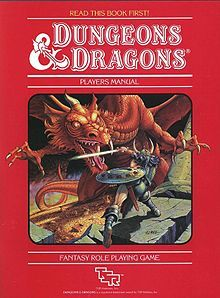 READ THIS BOOK FIRST!
DUNGEONS
& DRAGONS®
PLAYERS MANUAL
FANTASY ROLE PLAYING GAME
TSR